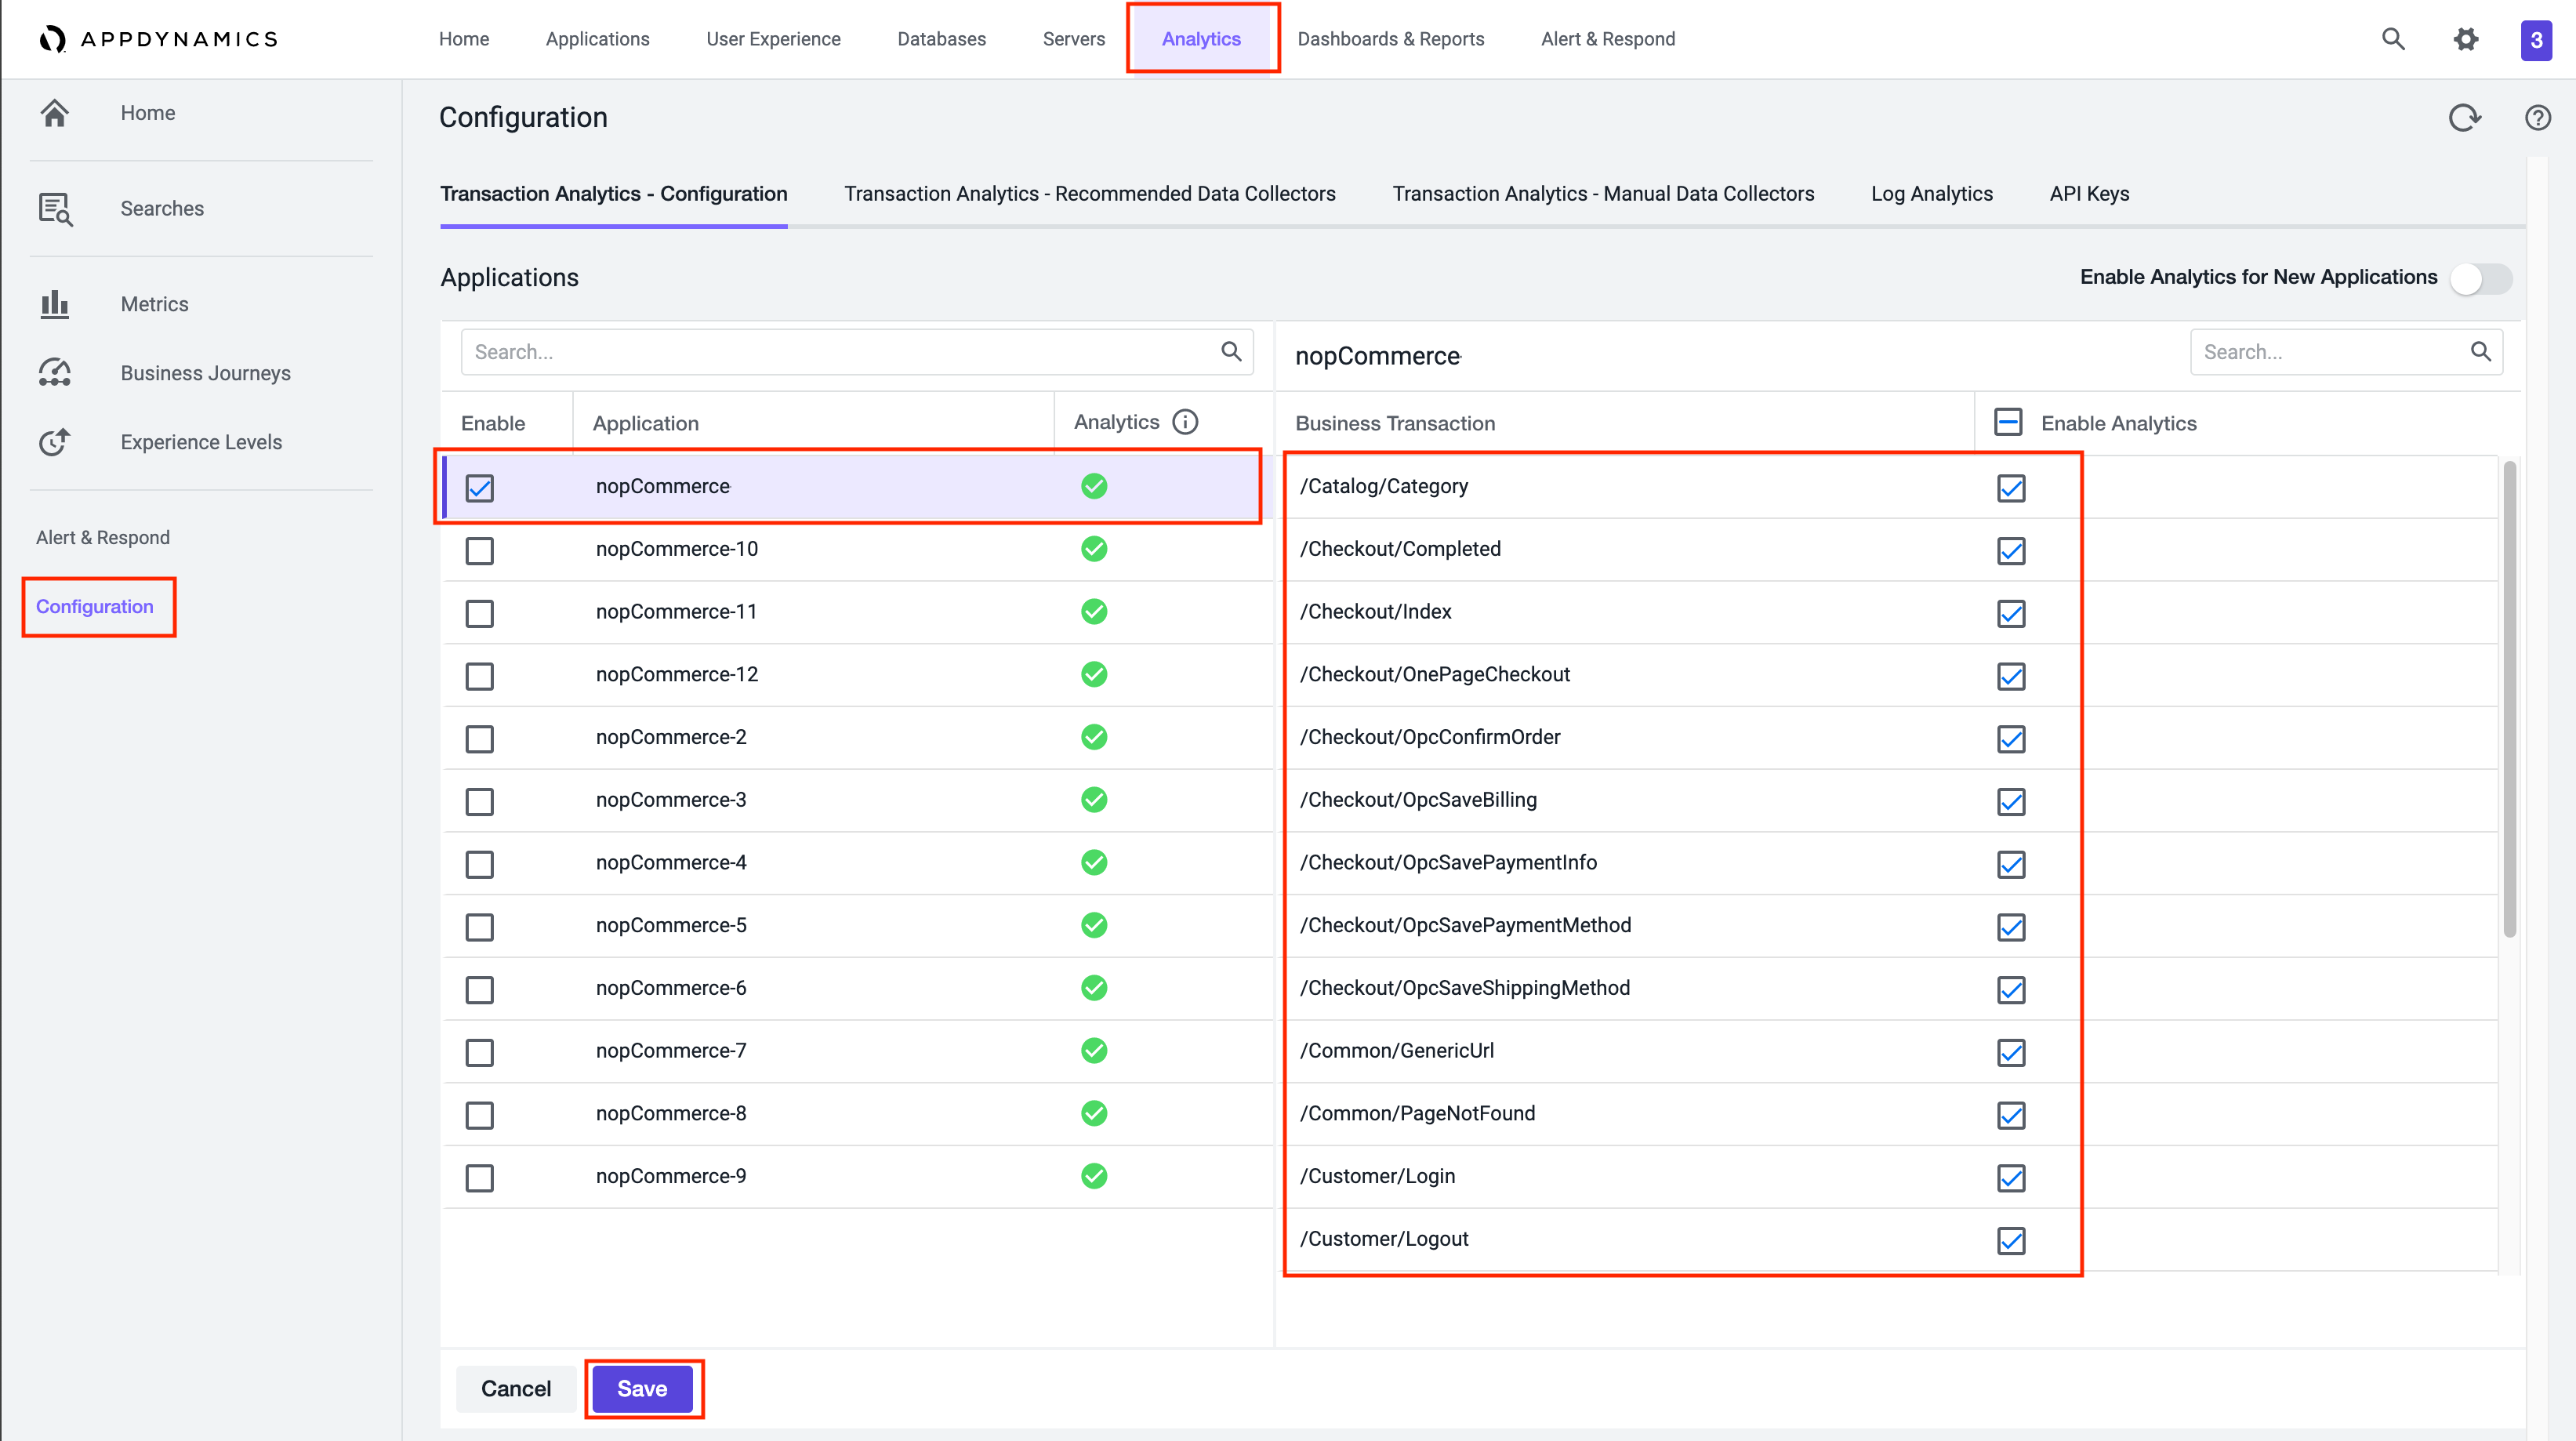 APPDYNAMICS
Home Applications User Experience Databases Servers Analytics Dashboards & Reports Alert & Respond 3
Home
Searches
Metrics
Business Journeys
Experience Levels
Alert & Respond
Configuration
Configuration
Transaction Analytics - Configuration Transaction Analytics - Recommended Data Collectors Transaction Analytics - Manual Data Collectors Log Analytics API Keys
Applications Enable Analytics for New Applications
Search...
Enable Application Analytics
nopCommerce
nopCommerce-10
nopCommerce-11
nopCommerce-12
nopCommerce-2
nopCommerce-3
nopCommerce-4
nopCommerce-5
nopCommerce-6
nopCommerce-7
nopCommerce-8
nopCommerce-9
nopCommerce Search...
Business Transaction Enable Analytics
/Catalog/Category
/Checkout/Completed
/Checkout/Index
/Checkout/OnePageCheckout
/Checkout/OpcConfirmOrder
/Checkout/OpcSaveBilling
/Checkout/OpcSavePaymentInfo
/Checkout/OpcSavePaymentMethod
/Checkout/OpcSaveShippingMethod
/Common/GenericUrl
/Common/PageNotFound
/Customer/Login
/Customer/Logout
Cancel Save